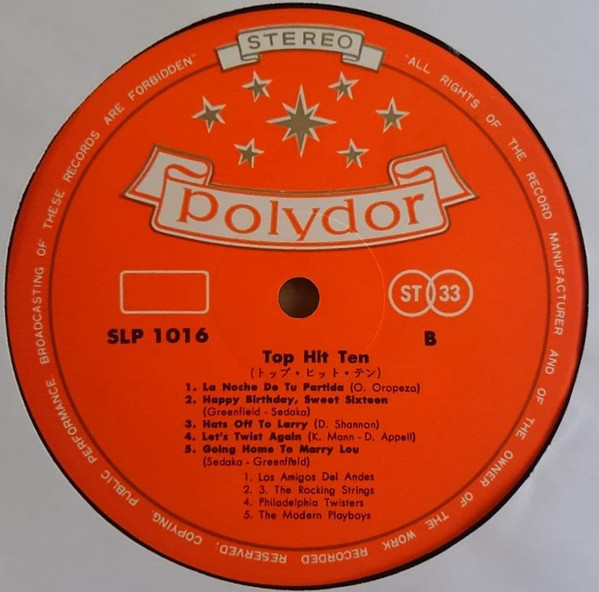 STEREO
"ALL RIGHTS OF THE RECORD MANUFACTURER AND OF THE OWNER OF THE WORK RECORDED RESERVED, COPYING, PUBLIC PERFORMANCE, BROADCASTING OF THESE RECORDS ARE FORBIDDEN"
polydor
ST 33
SLP 1016
B
Top Hit Ten
(トップ・ヒット・テン)
1. La Noche De Tu Partida (O. Oropeza)
2. Happy Birthday, Sweet Sixteen
(Greenfield - Sedaka)
3. Hats Off To Larry (D. Shannon)
4. Let's Twist Again (K. Mann - D. Appell)
5. Going Home To Marry Lou
(Sedaka - Greenfield)
1. Los Amigos Del Andes
2. 3. The Rocking Strings
4. Philadelphia Twisters
5. The Modern Playboys